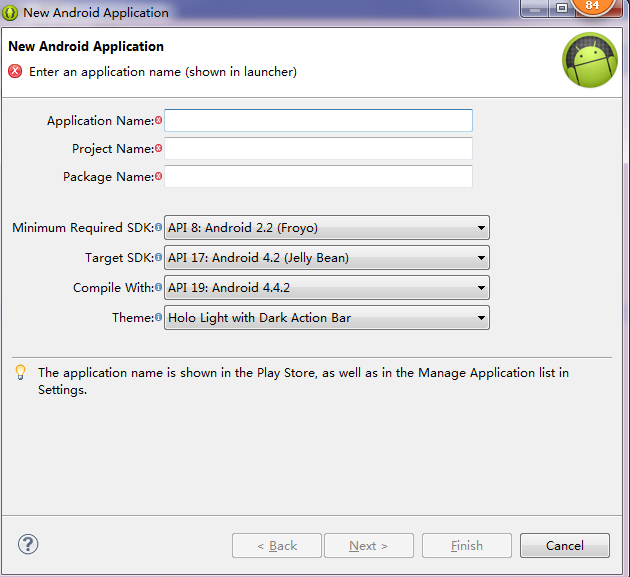 New Android Application
84
New Android Application
Enter an application name (shown in launcher)
Application Name:
Project Name:
Package Name:
Minimum Required SDK: API 8: Android 2.2 (Froyo)
Target SDK: API 17: Android 4.2 (Jelly Bean)
Compile With: API 19: Android 4.4.2
Theme: Holo Light with Dark Action Bar
The application name is shown in the Play Store, as well as in the Manage Application list in
Settings.
? < Back Next > Finish Cancel